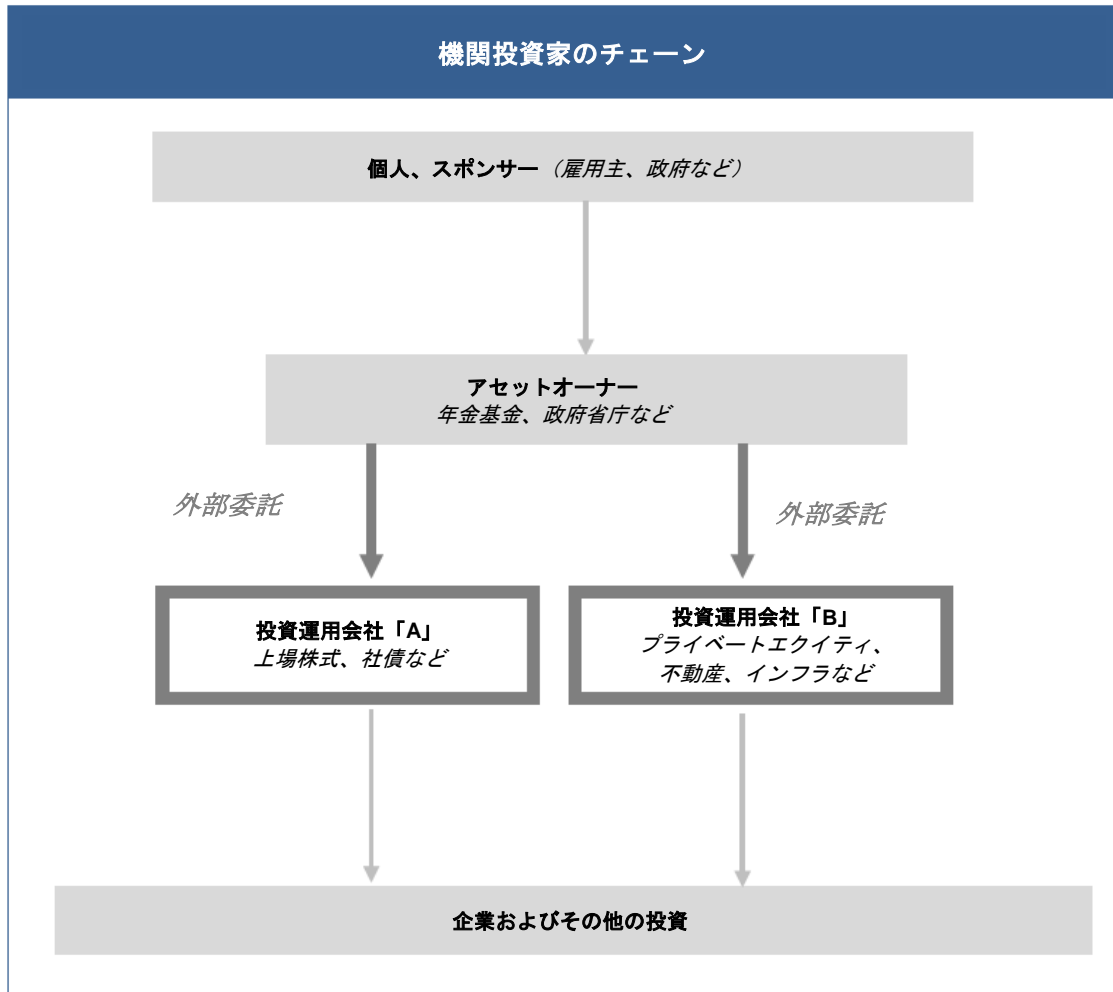 機関投資家のチェーン
個人、スポンサー（雇用主、政府など）
アセットオーナー
年金基金、政府省庁など
外部委託
外部委託
投資運用会社「A」
上場株式、社債など
投資運用会社「B」
プライベートエクイティ、
不動産、インフラなど
企業およびその他の投資